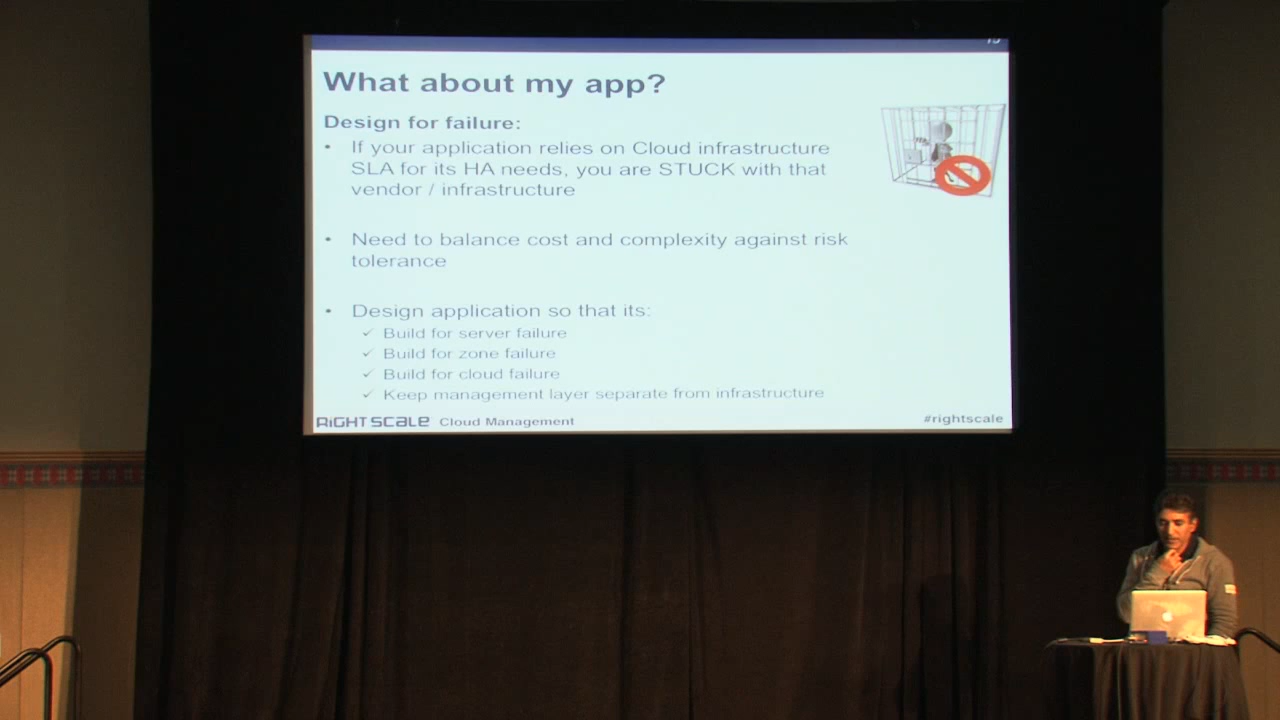 What about my app?
Design for failure:
• If your application relies on Cloud infrastructure
SLA for its HA needs, you are STUCK with that
vendor / infrastructure
• Need to balance cost and complexity against risk
tolerance
• Design application so that its:
✓ Build for server failure
✓ Build for zone failure
✓ Build for cloud failure
✓ Keep management layer separate from infrastructure
RIGHTSCALE Cloud Management
#rightscale